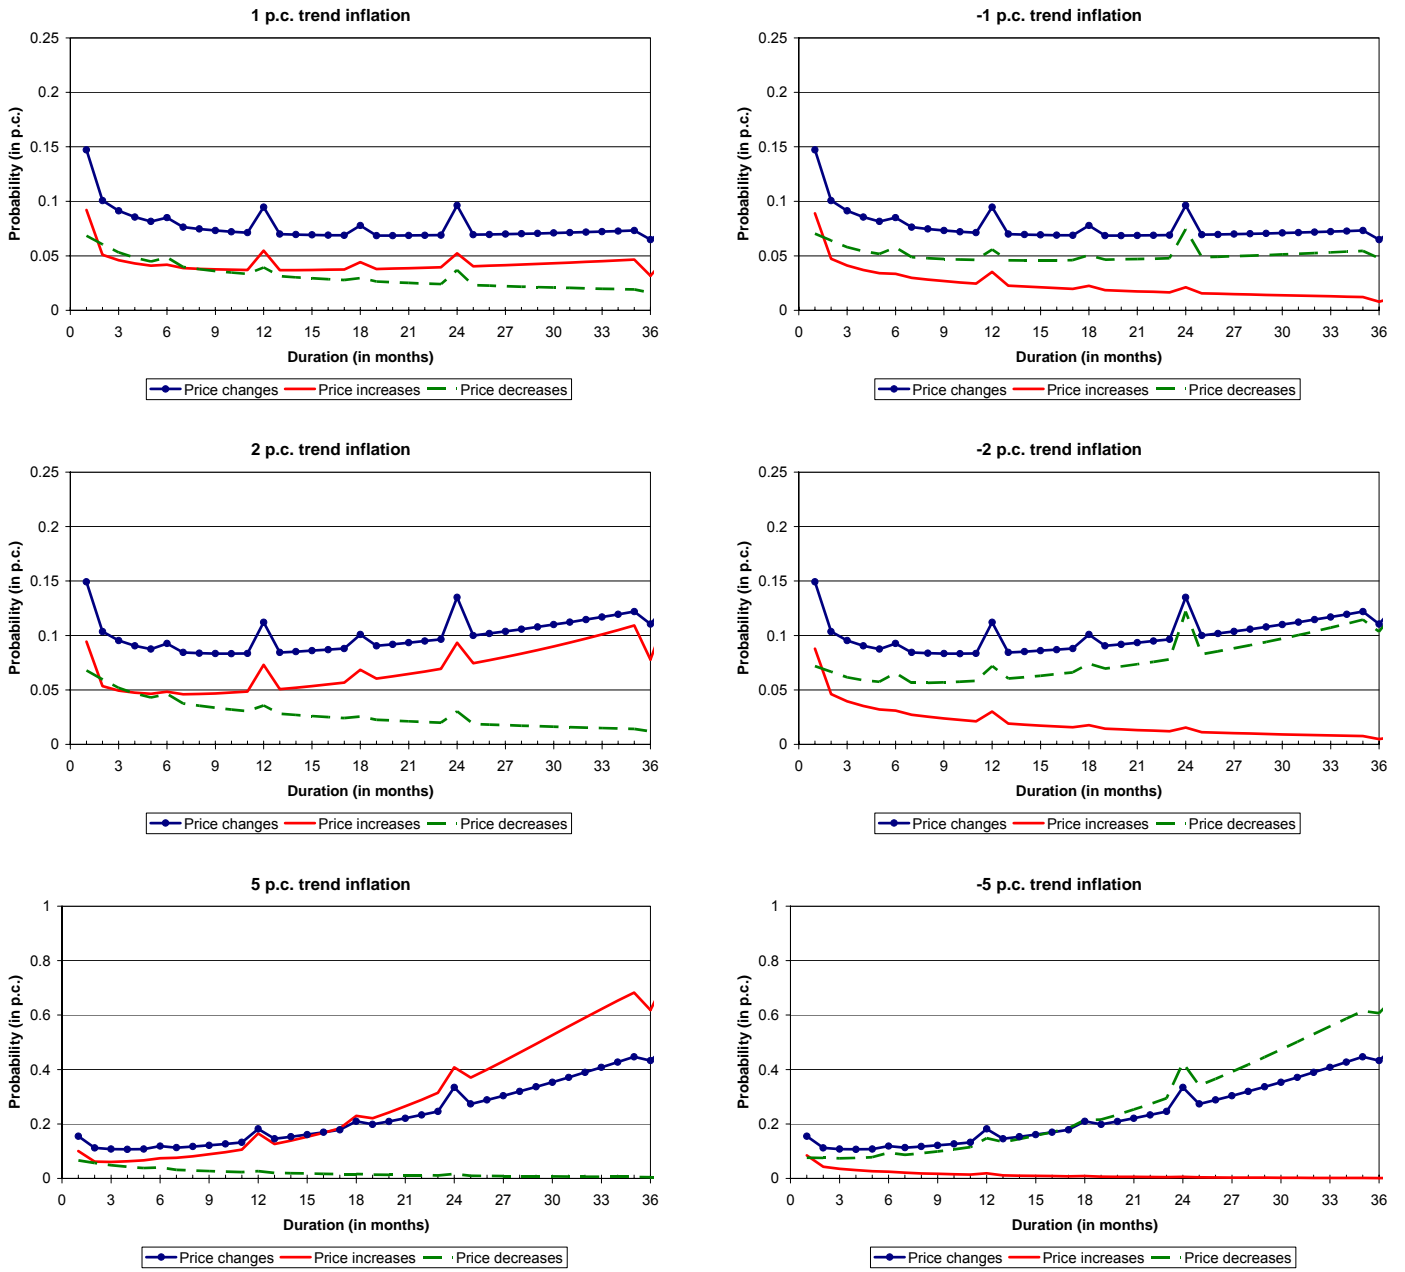 1 p.c. trend inflation
0.25
0.2
0.15
0.1
0.05
0
Probability (in p.c.)
0 3 6 9 12 15 18 21 24 27 30 33 36
Duration (in months)
Price changes Price increases Price decreases
-1 p.c. trend inflation
0.25
0.2
0.15
0.1
0.05
0
Probability (in p.c.)
0 3 6 9 12 15 18 21 24 27 30 33 36
Duration (in months)
Price changes Price increases Price decreases
2 p.c. trend inflation
0.25
0.2
0.15
0.1
0.05
0
Probability (in p.c.)
0 3 6 9 12 15 18 21 24 27 30 33 36
Duration (in months)
Price changes Price increases Price decreases
-2 p.c. trend inflation
0.25
0.2
0.15
0.1
0.05
0
Probability (in p.c.)
0 3 6 9 12 15 18 21 24 27 30 33 36
Duration (in months)
Price changes Price increases Price decreases
5 p.c. trend inflation
1
0.8
0.6
0.4
0.2
0
Probability (in p.c.)
0 3 6 9 12 15 18 21 24 27 30 33 36
Duration (in months)
Price changes Price increases Price decreases
-5 p.c. trend inflation
1
0.8
0.6
0.4
0.2
0
Probability (in p.c.)
0 3 6 9 12 15 18 21 24 27 30 33 36
Duration (in months)
Price changes Price increases Price decreases